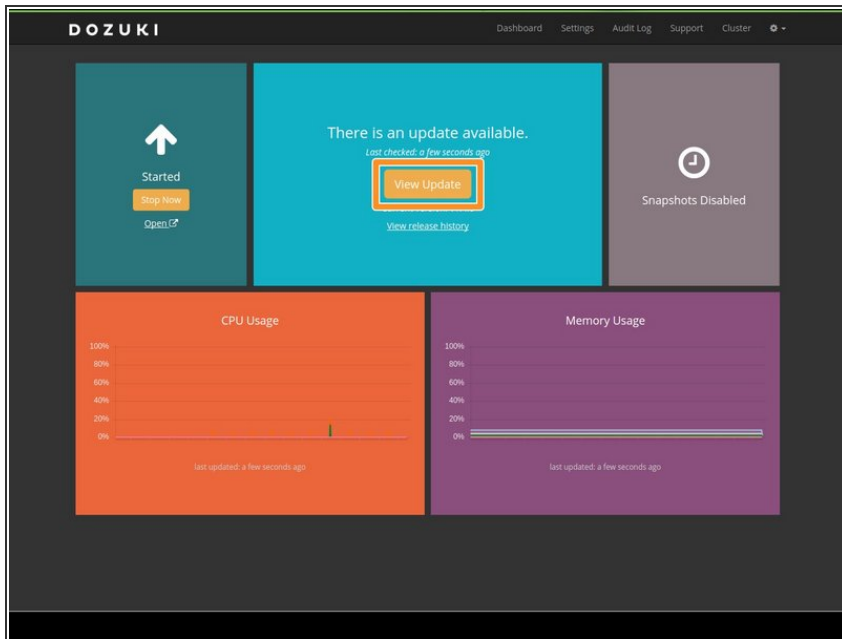 DOZUKI
Dashboard Settings Audit Log Support Cluster
There is an update available.
Last checked: a few seconds ago
View Update
View release history
Started
Stop Now
Open
Snapshots Disabled
CPU Usage
100%
80%
60%
40%
20%
0%
last updated: a few seconds ago
Memory Usage
100%
80%
60%
40%
20%
0%
last updated: a few seconds ago